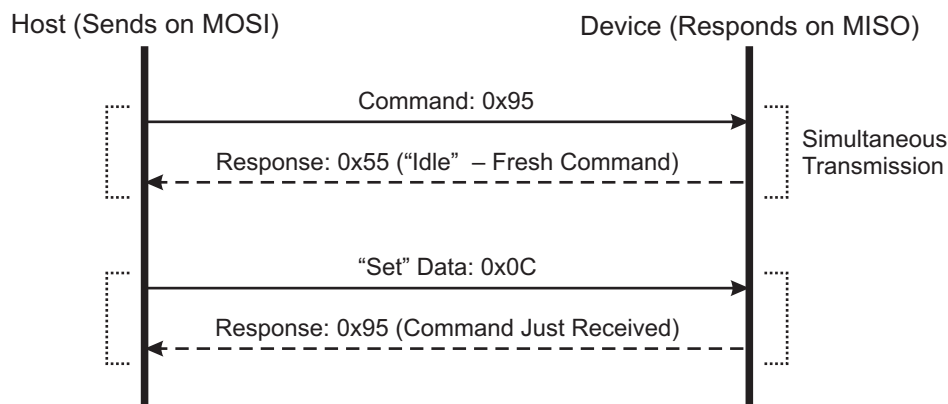 Host (Sends on MOSI)
Device (Responds on MISO)
Command: 0x95
Response: 0x55 (“Idle” – Fresh Command)
Simultaneous
Transmission
“Set” Data: 0x0C
Response: 0x95 (Command Just Received)